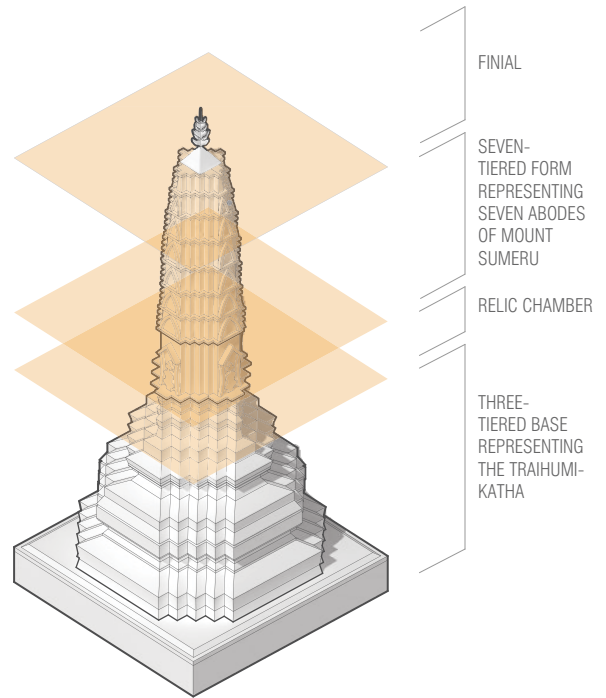 FINIAL
SEVEN-
TIERED FORM
REPRESENTING
SEVEN ABODES
OF MOUNT
SUMERU
RELIC CHAMBER
THREE-
TIERED BASE
REPRESENTING
THE TRAIHUMI-
KATHA